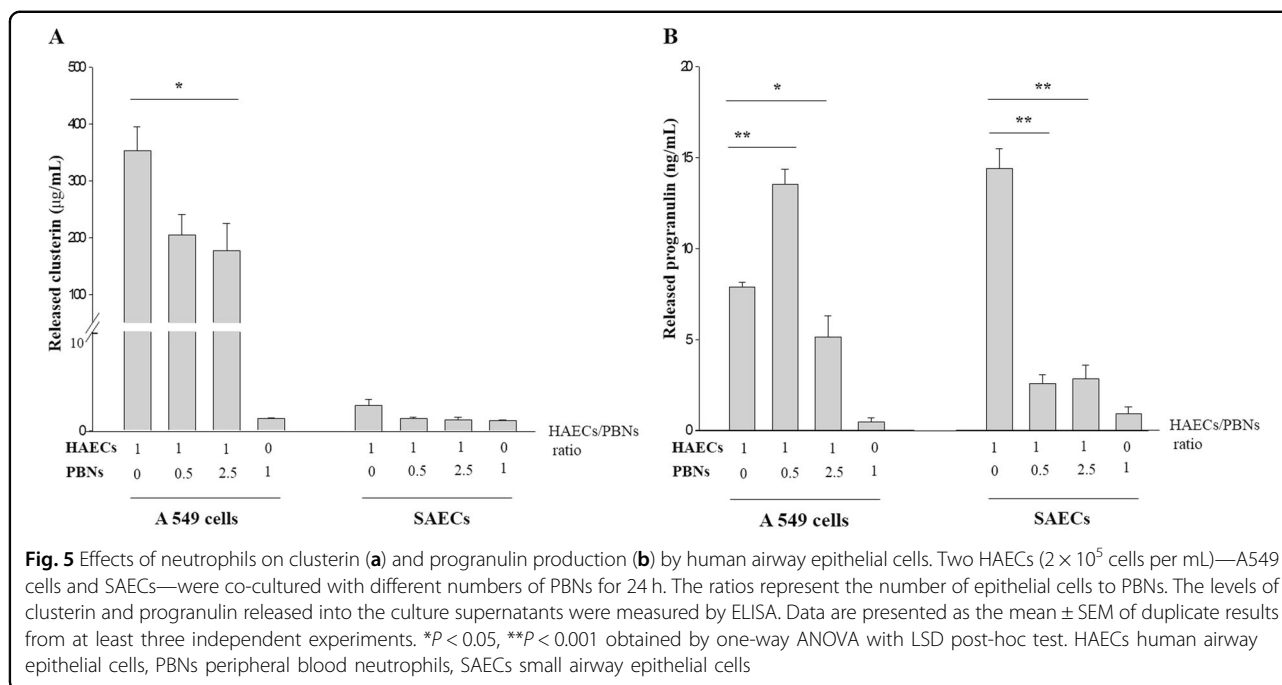 A
B
500
400
300
200
100
10
0
Released clusterin (µg/mL)
*
HAECs 1 1 1 0 1 1 1 0
PBNs 0 0.5 2.5 1 0 0.5 2.5 1
HAECs/PBNs
ratio
A 549 cells SAECs
20
15
10
5
0
Released progranulin (ng/mL)
*
**
**
**
HAECs 1 1 1 0 1 1 1 0
PBNs 0 0.5 2.5 1 0 0.5 2.5 1
HAECs/PBNs
ratio
A 549 cells SAECs
Fig. 5 Effects of neutrophils on clusterin (a) and progranulin production (b) by human airway epithelial cells. Two HAECs (2 × 10⁵ cells per mL)—A549
cells and SAECs—were co-cultured with different numbers of PBNs for 24 h. The ratios represent the number of epithelial cells to PBNs. The levels of
clusterin and progranulin released into the culture supernatants were measured by ELISA. Data are presented as the mean ± SEM of duplicate results
from at least three independent experiments. *P < 0.05, **P < 0.001 obtained by one-way ANOVA with LSD post-hoc test. HAECs human airway
epithelial cells, PBNs peripheral blood neutrophils, SAECs small airway epithelial cells